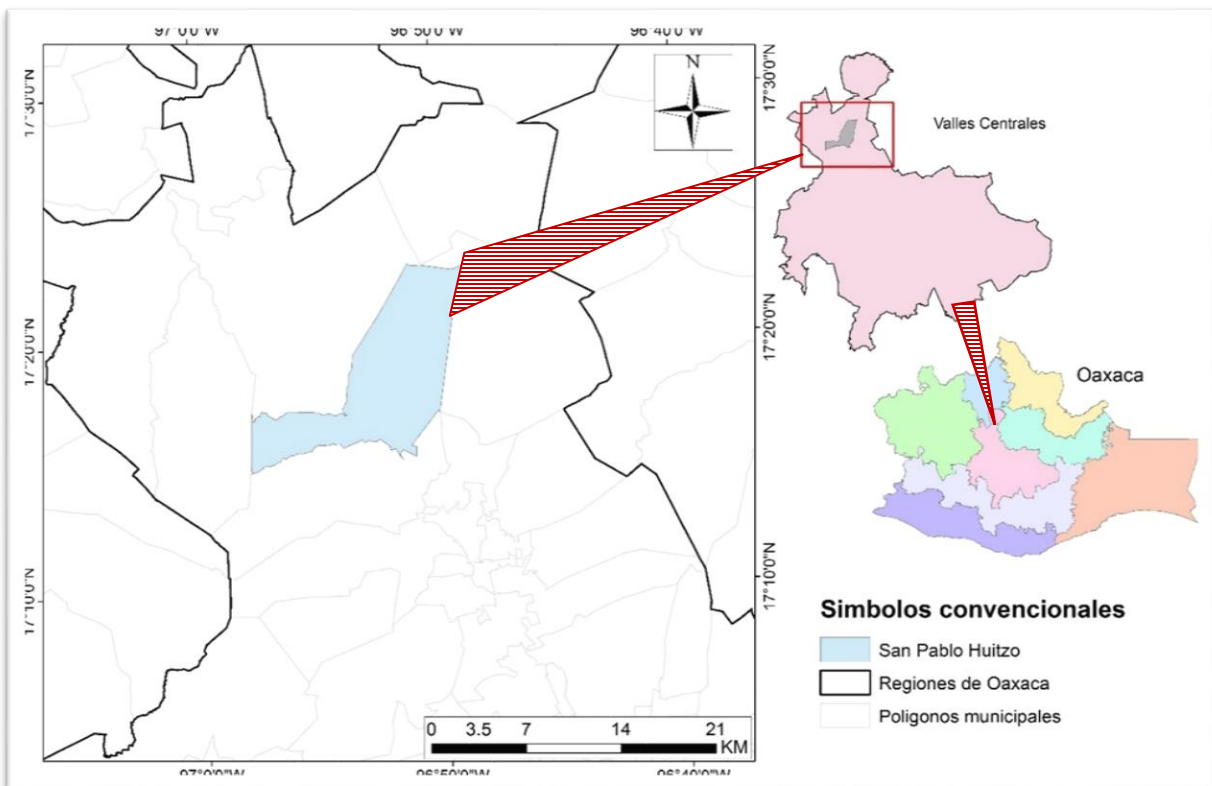 97°0'0"W 96°50'0"W 96°40'0"W
N
17°30'0"N
17°30'0"N
17°20'0"N
17°20'0"N
17°10'0"N
17°10'0"N
Valles Centrales
Oaxaca
Simbolos convencionales
San Pablo Huitzo
Regiones de Oaxaca
Poligonos municipales
0 3.5 7 14 21
KM
97°0'0"W 96°50'0"W 96°40'0"W